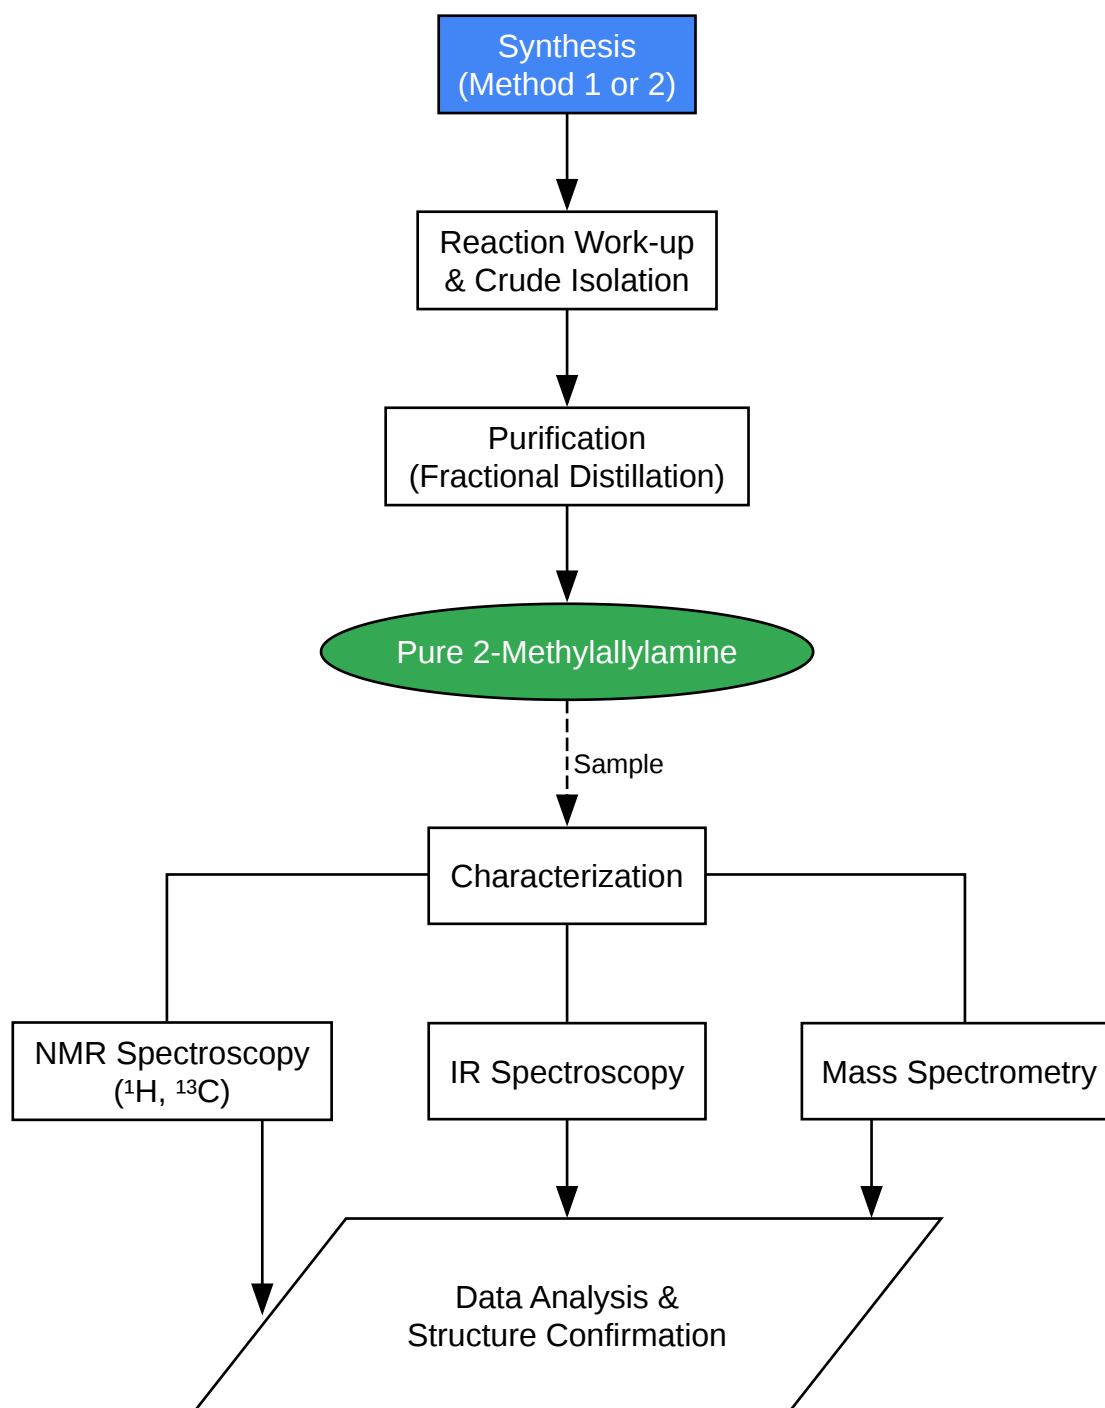 Synthesis
(Method 1 or 2)
Reaction Work-up
& Crude Isolation
Purification
(Fractional Distillation)
Pure 2-Methylallylamine
Sample
Characterization
NMR Spectroscopy
(¹H, ¹³C)
IR Spectroscopy
Mass Spectrometry
Data Analysis &
Structure Confirmation